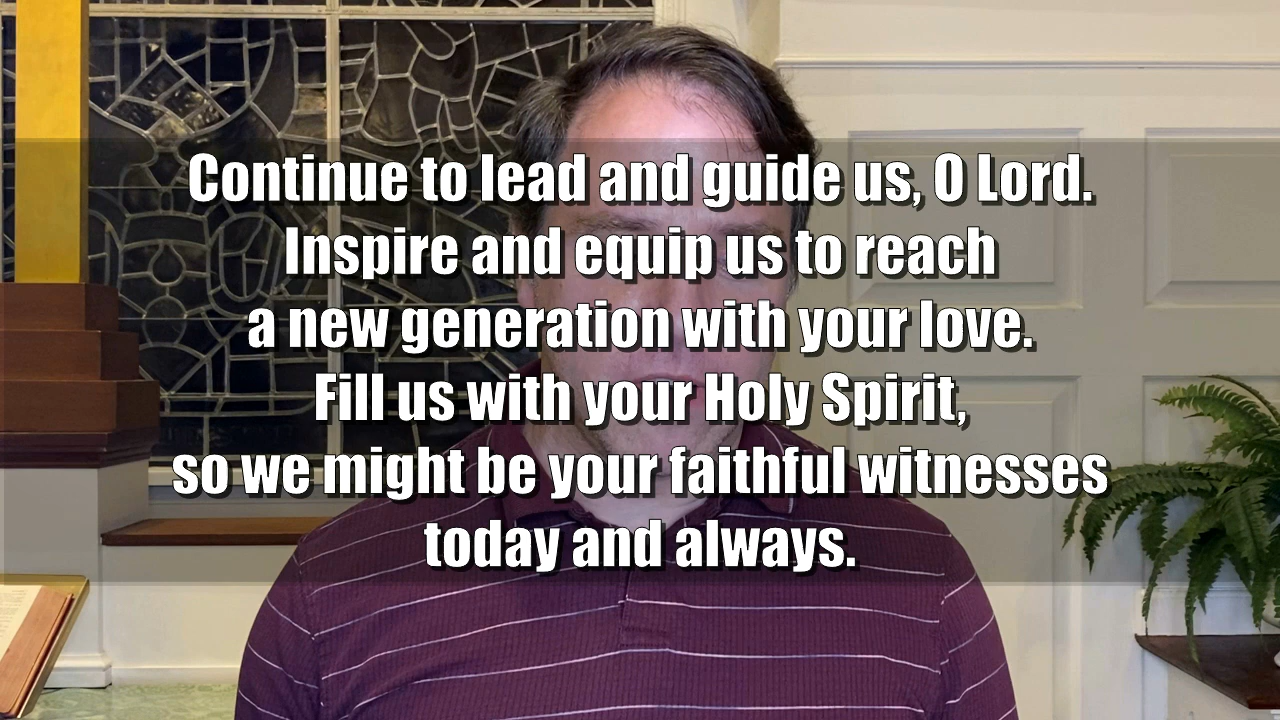 Continue to lead and guide us, O Lord.
Inspire and equip us to reach
a new generation with your love.
Fill us with your Holy Spirit,
so we might be your faithful witnesses
today and always.